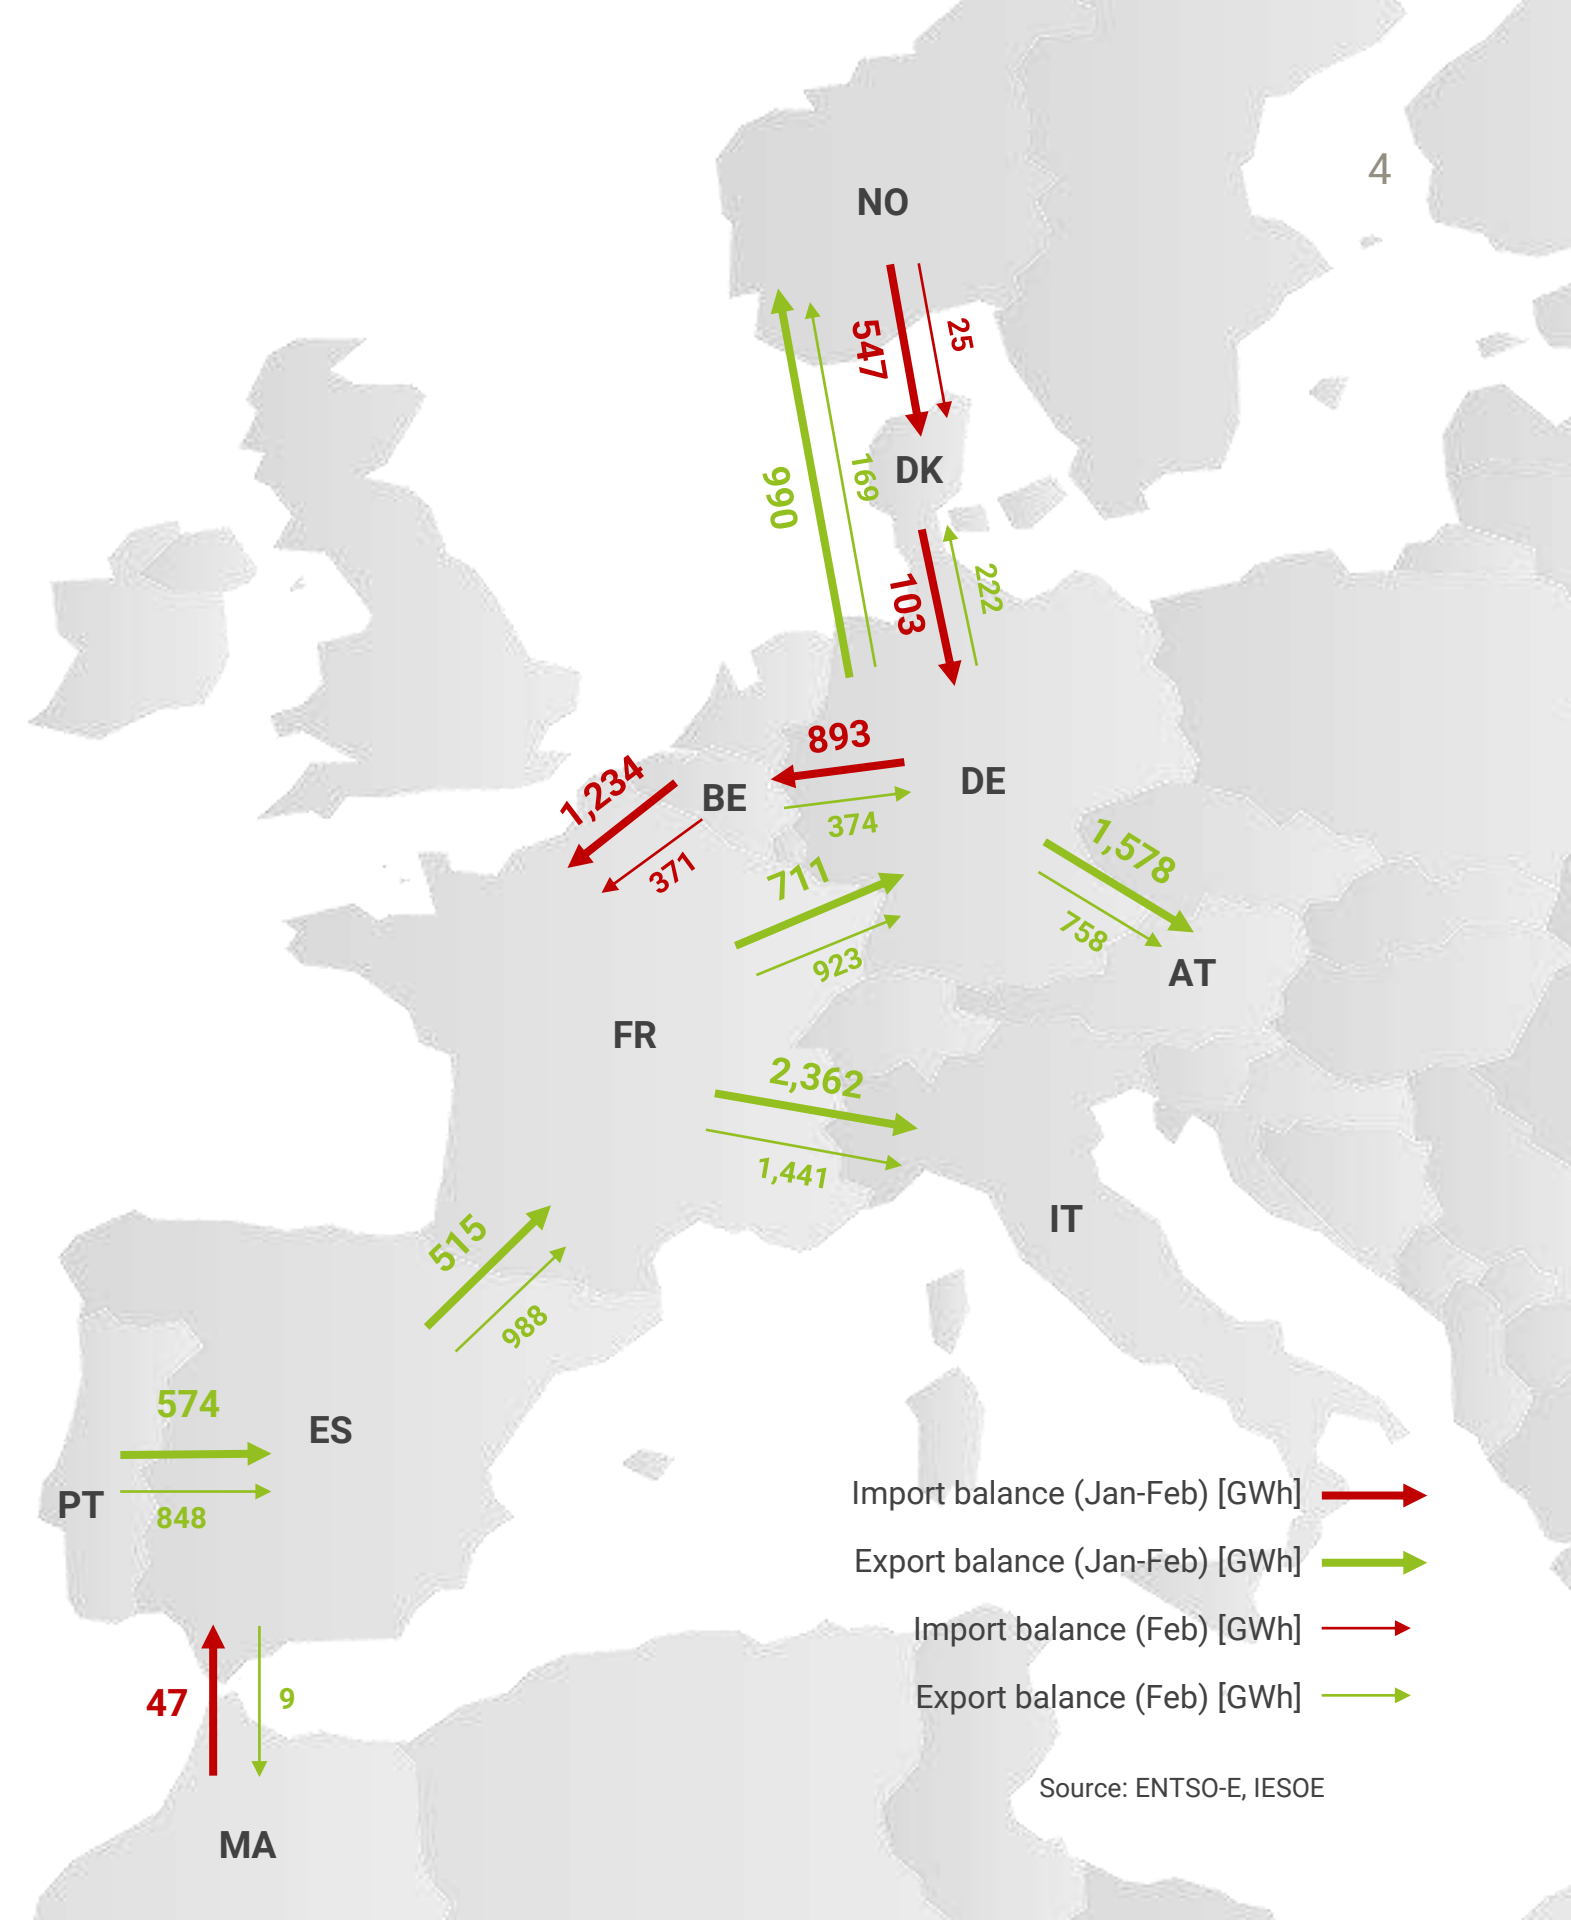 4
NO
547
25
DK
990
169
103
222
893
1,234
BE
DE
374
371
711
1,578
758
923
AT
FR
2,362
1,441
IT
515
988
574
ES
PT
848
Import balance (Jan-Feb) [GWh]
Export balance (Jan-Feb) [GWh]
Import balance (Feb) [GWh]
Export balance (Feb) [GWh]
47
9
Source: ENTSO-E, IESOE
MA